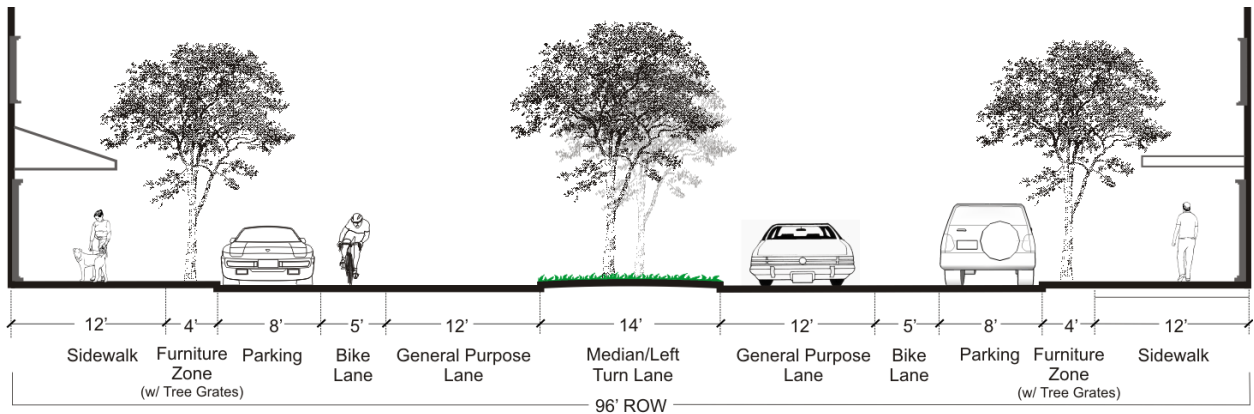 12’ 4’ 8’ 5’ 12’ 14’ 12’ 5’ 8’ 4’ 12’
Sidewalk
Furniture
Zone
(w/ Tree Grates)
Parking
Bike
Lane
General Purpose
Lane
Median/Left
Turn Lane
General Purpose
Lane
Bike
Lane
Parking
Furniture
Zone
(w/ Tree Grates)
Sidewalk
96’ ROW